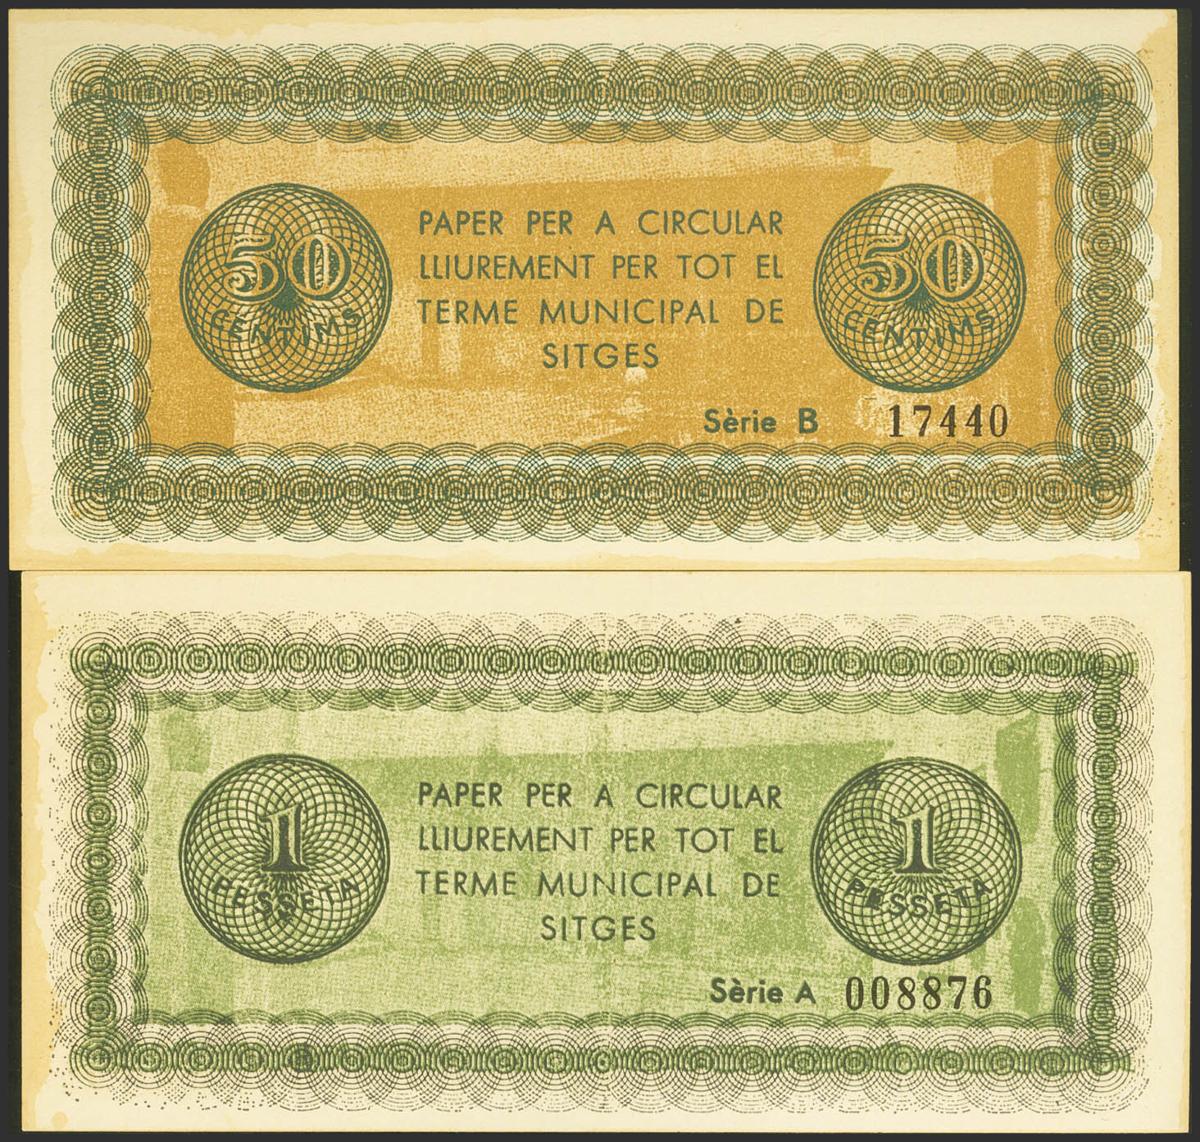 50
CENTIMS
PAPER PER A CIRCULAR
LLIUREMENT PER TOT EL
TERME MUNICIPAL DE
SITGES
50
CENTIMS
Sèrie B 17440
1
PESSETA
PAPER PER A CIRCULAR
LLIUREMENT PER TOT EL
TERME MUNICIPAL DE
SITGES
1
PESSETA
Sèrie A 008876